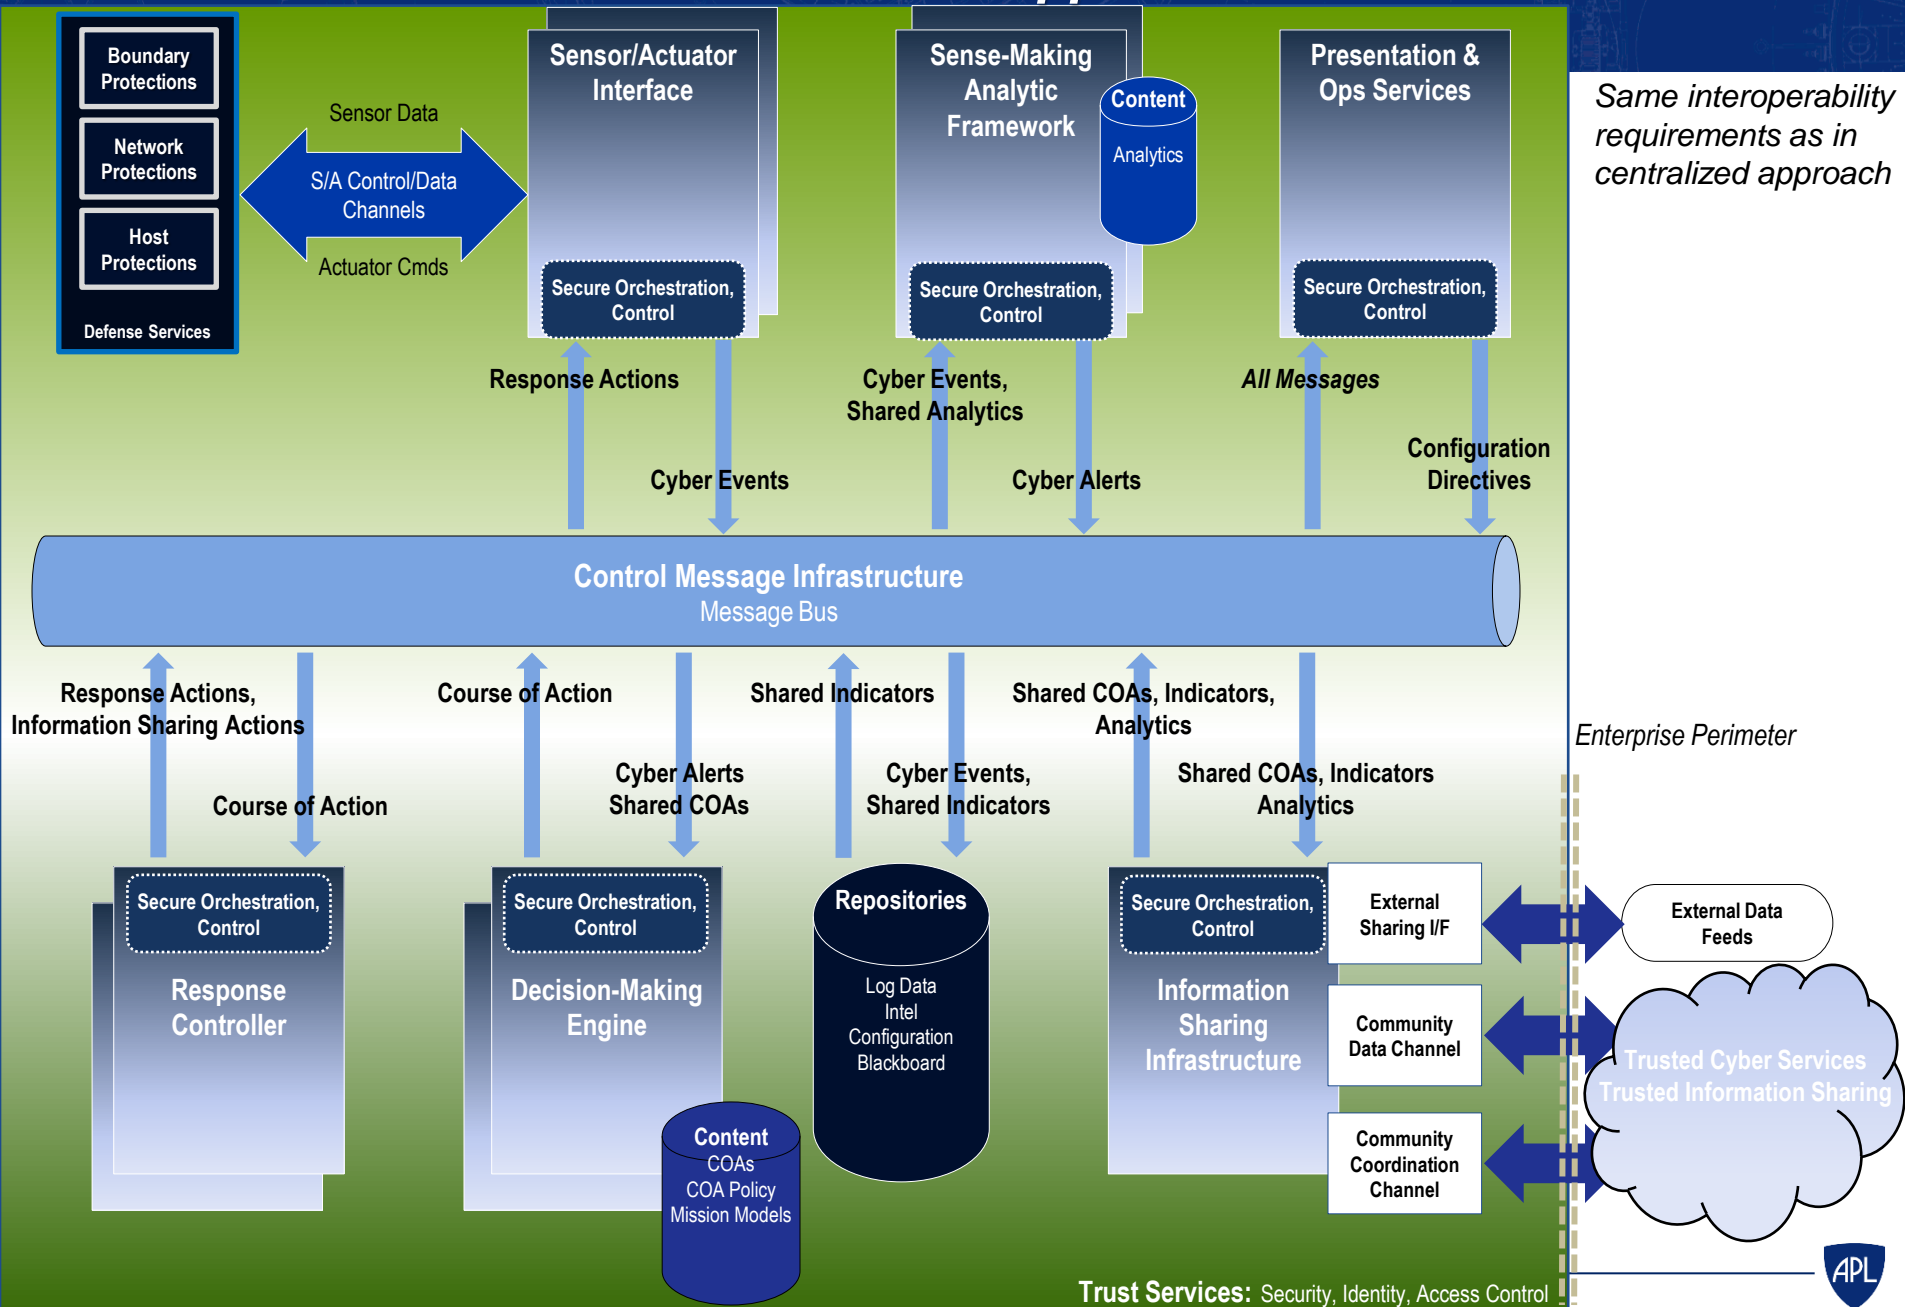 Boundary
Protections
Network
Protections
Host
Protections
Defense Services
Sensor Data
S/A Control/Data
Channels
Actuator Cmds
Sensor/Actuator
Interface
Secure Orchestration,
Control
Sense-Making
Analytic
Framework
Content
Analytics
Secure Orchestration,
Control
Presentation &
Ops Services
Secure Orchestration,
Control
Same interoperability
requirements as in
centralized approach
Response Actions
Cyber Events
Cyber Events,
Shared Analytics
Cyber Alerts
All Messages
Configuration
Directives
Control Message Infrastructure
Message Bus
Response Actions,
Information Sharing Actions
Course of Action
Course of Action
Cyber Alerts
Shared COAs
Shared Indicators
Cyber Events,
Shared Indicators
Shared COAs, Indicators,
Analytics
Shared COAs, Indicators
Analytics
Enterprise Perimeter
Secure Orchestration,
Control
Response
Controller
Secure Orchestration,
Control
Decision-Making
Engine
Content
COAs
COA Policy
Mission Models
Repositories
Log Data
Intel
Configuration
Blackboard
Secure Orchestration,
Control
Information
Sharing
Infrastructure
External
Sharing I/F
Community
Data Channel
Community
Coordination
Channel
External Data
Feeds
Trusted Cyber Services
Trusted Information Sharing
Trust Services: Security, Identity, Access Control
APL